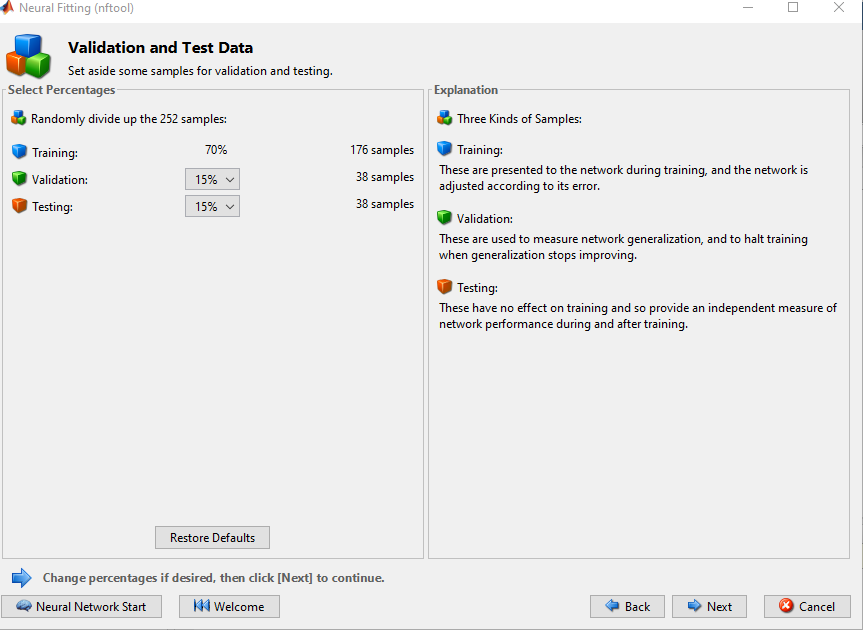 Neural Fitting (nftool)
Validation and Test Data
Set aside some samples for validation and testing.
Select Percentages
Randomly divide up the 252 samples:
Training: 70% 176 samples
Validation: 15% 38 samples
Testing: 15% 38 samples
Restore Defaults
Explanation
Three Kinds of Samples:
Training:
These are presented to the network during training, and the network is
adjusted according to its error.
Validation:
These are used to measure network generalization, and to halt training
when generalization stops improving.
Testing:
These have no effect on training and so provide an independent measure of
network performance during and after training.
Change percentages if desired, then click [Next] to continue.
Neural Network Start Welcome Back Next Cancel